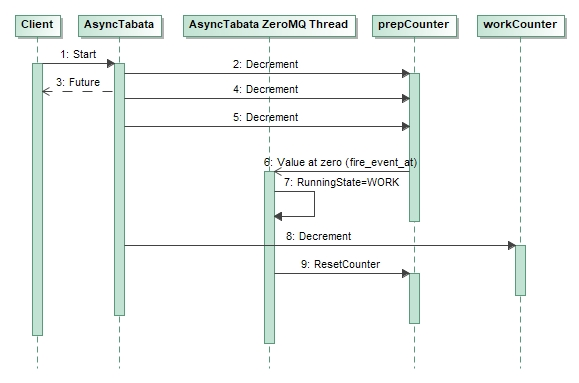 Client
AsyncTabata
AsyncTabata ZeroMQ Thread
prepCounter
workCounter
1: Start
2: Decrement
3: Future
4: Decrement
5: Decrement
6: Value at zero (fire_event_at)
7: RunningState=WORK
8: Decrement
9: ResetCounter